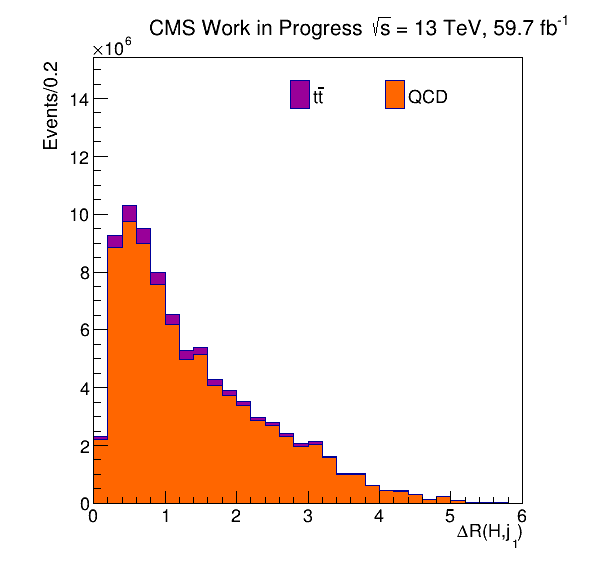 CMS Work in Progress √s = 13 TeV, 59.7 fb⁻¹
×10⁶
Events/0.2
tt̄
QCD
14
12
10
8
6
4
2
0
0 1 2 3 4 5 6
ΔR(H,j₁)